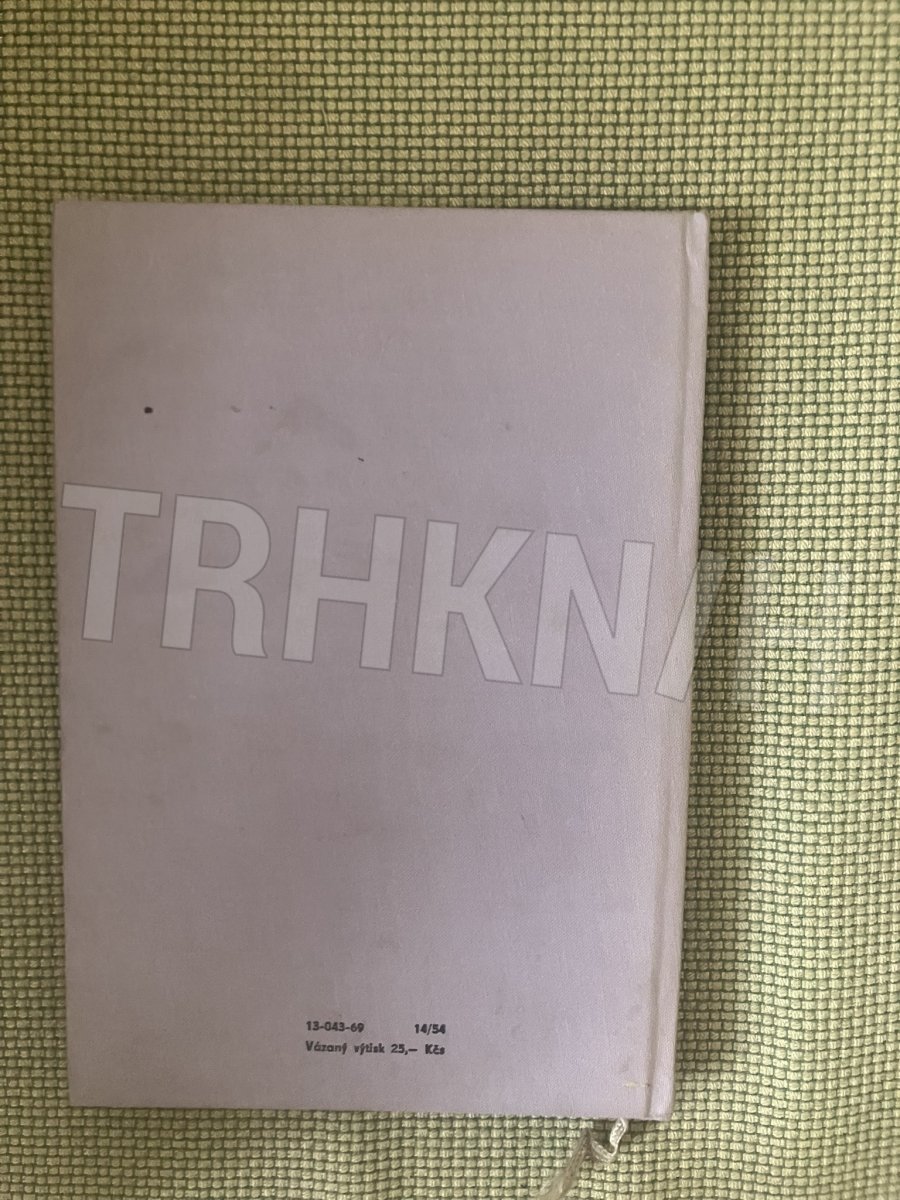 TRHKN
13-043-69 14/54
Vázaný výtisk 25,— Kčs